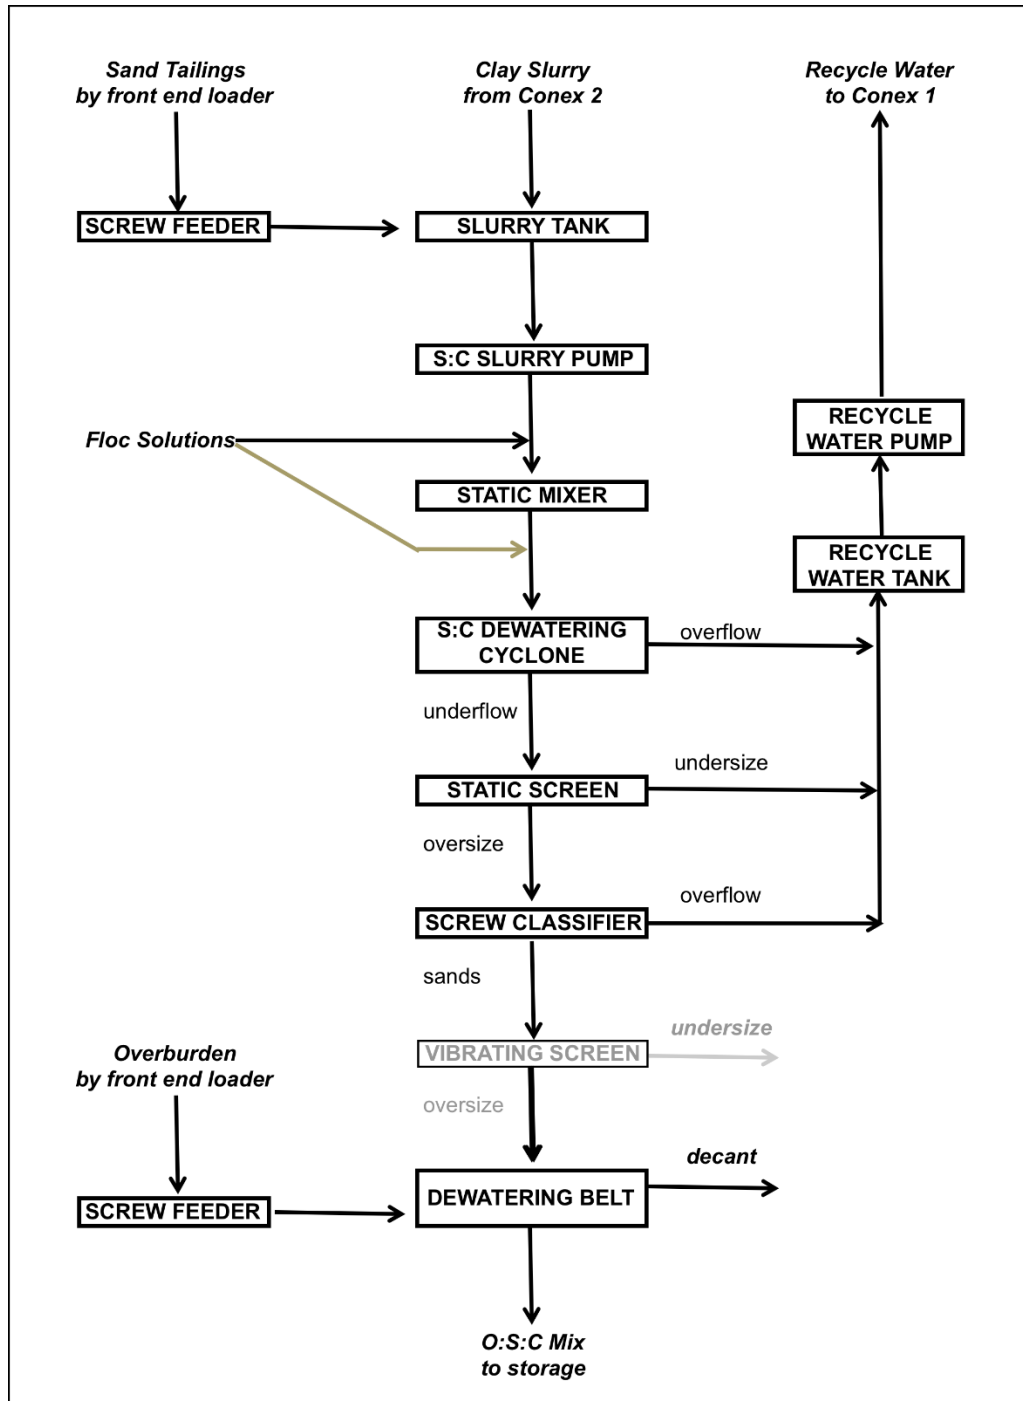 Sand Tailings
by front end loader
Clay Slurry
from Conex 2
Recycle Water
to Conex 1
SCREW FEEDER
SLURRY TANK
S:C SLURRY PUMP
RECYCLE
WATER PUMP
Floc Solutions
STATIC MIXER
RECYCLE
WATER TANK
S:C DEWATERING
CYCLONE
overflow
underflow
undersize
STATIC SCREEN
oversize
overflow
SCREW CLASSIFIER
sands
undersize
VIBRATING SCREEN
Overburden
by front end loader
oversize
decant
DEWATERING BELT
SCREW FEEDER
O:S:C Mix
to storage